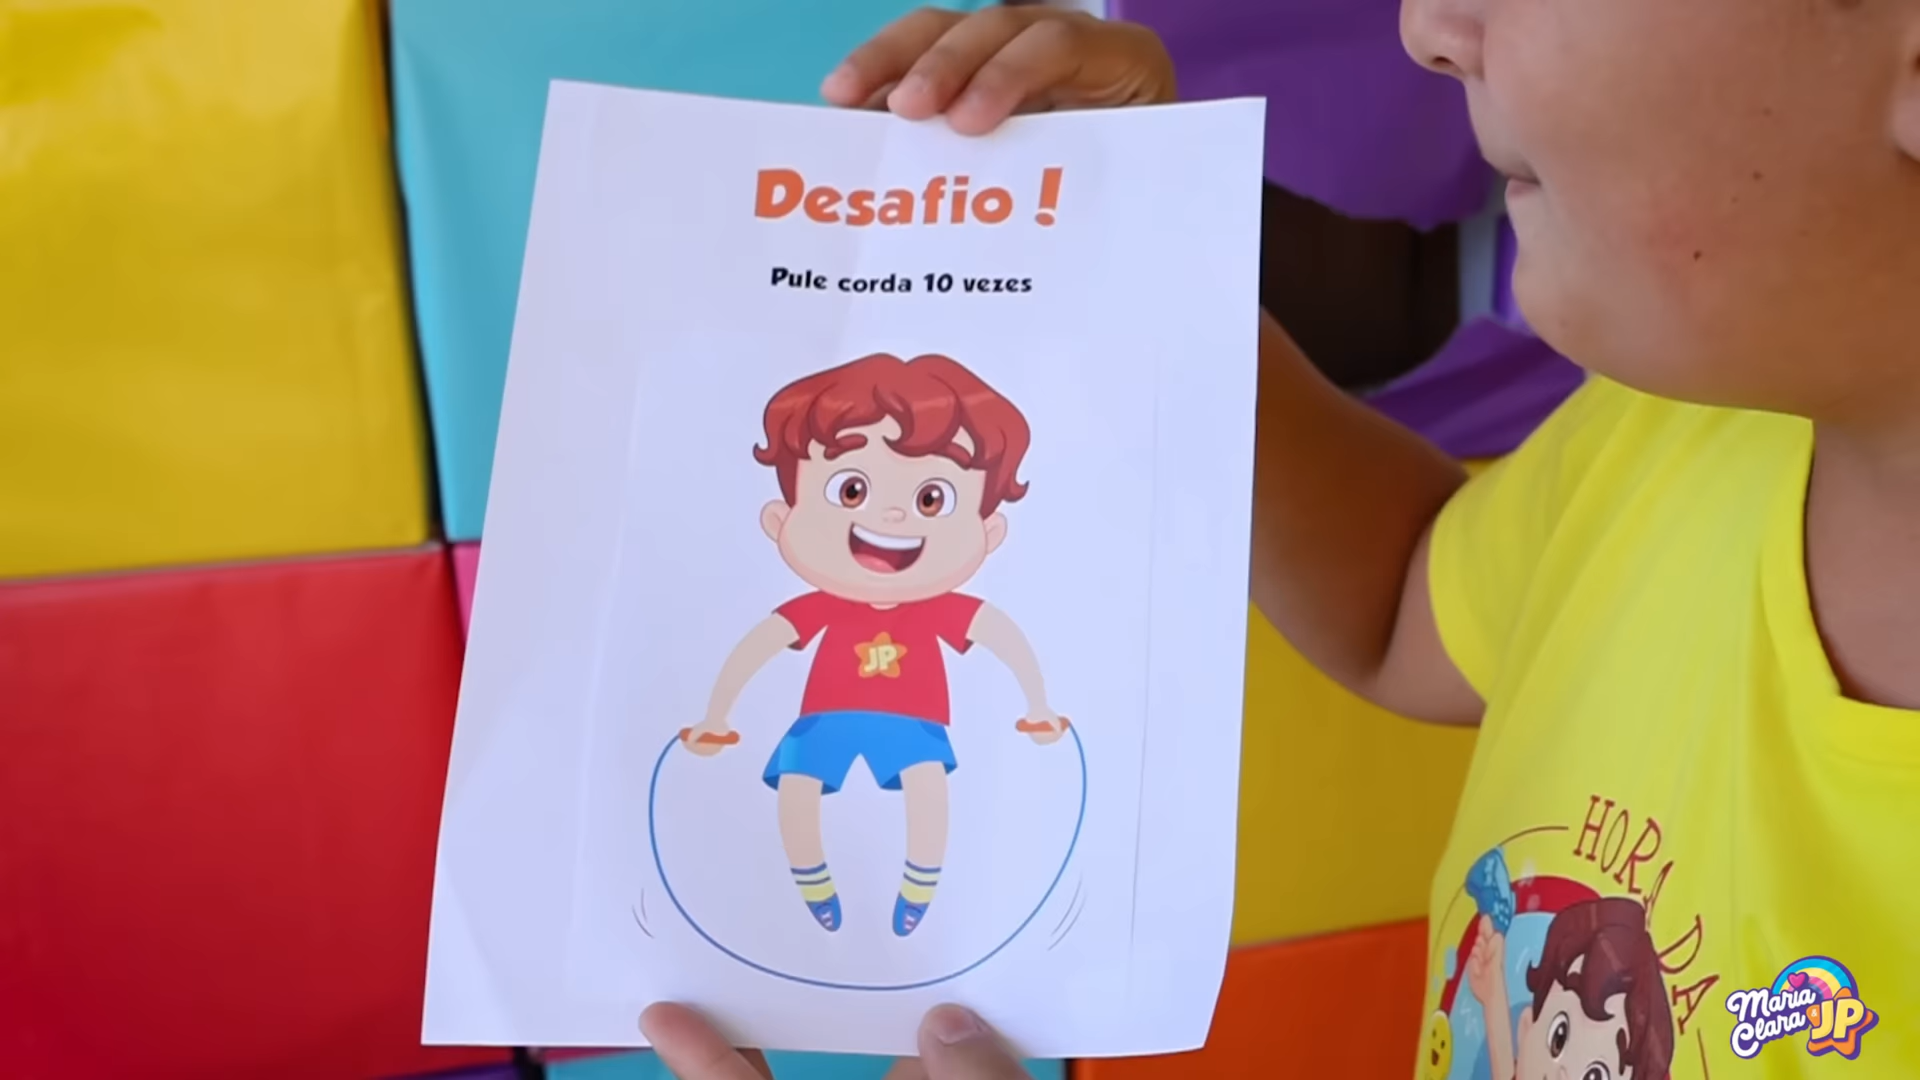 Desafio !
Pule corda 10 vezes
JP
HORA DA
Maria
Clara & JP